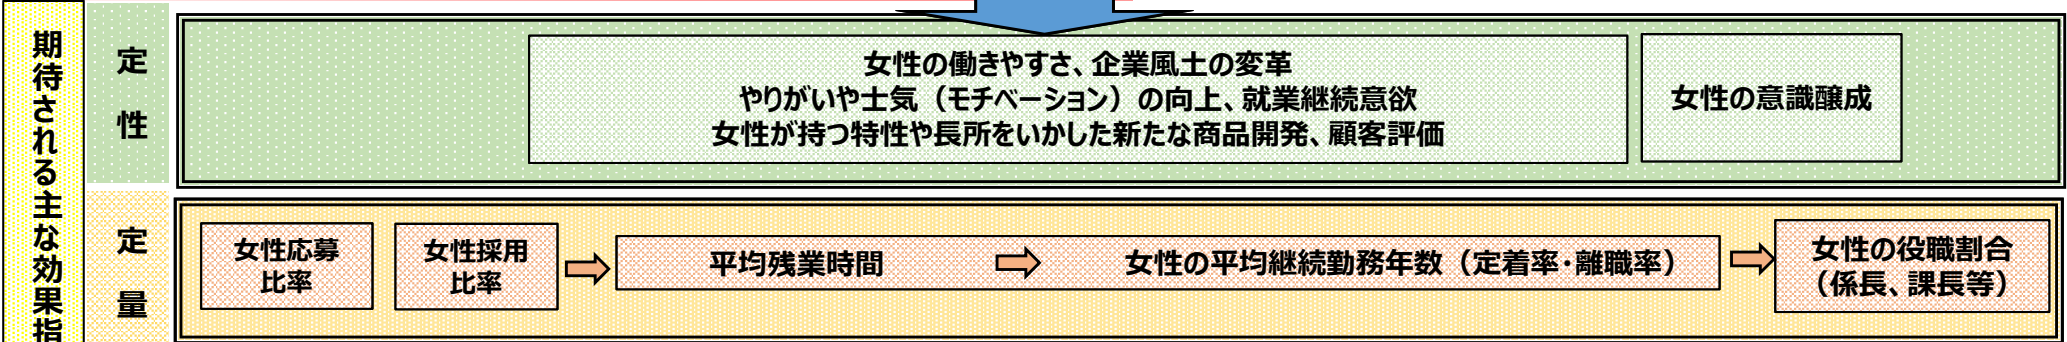 期待される主な効果指
定性
女性の働きやすさ、企業風土の変革
やりがいや士気（モチベーション）の向上、就業継続意欲
女性が持つ特性や長所をいかした新たな商品開発、顧客評価
女性の意識醸成
定量
女性応募
比率
女性採用
比率
平均残業時間
女性の平均継続勤務年数（定着率・離職率）
女性の役職割合
（係長、課長等）